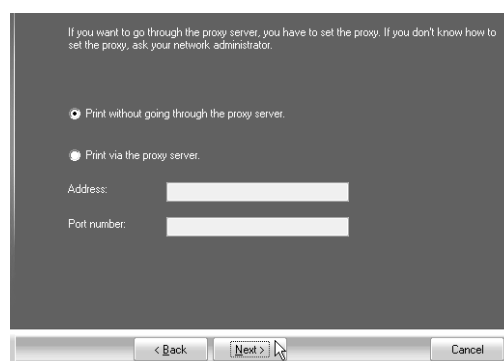 If you want to go through the proxy server, you have to set the proxy. If you don't know how to
set the proxy, ask your network administrator.
Print without going through the proxy server.
Print via the proxy server.
Address:
Port number:
< Back
Next >
Cancel